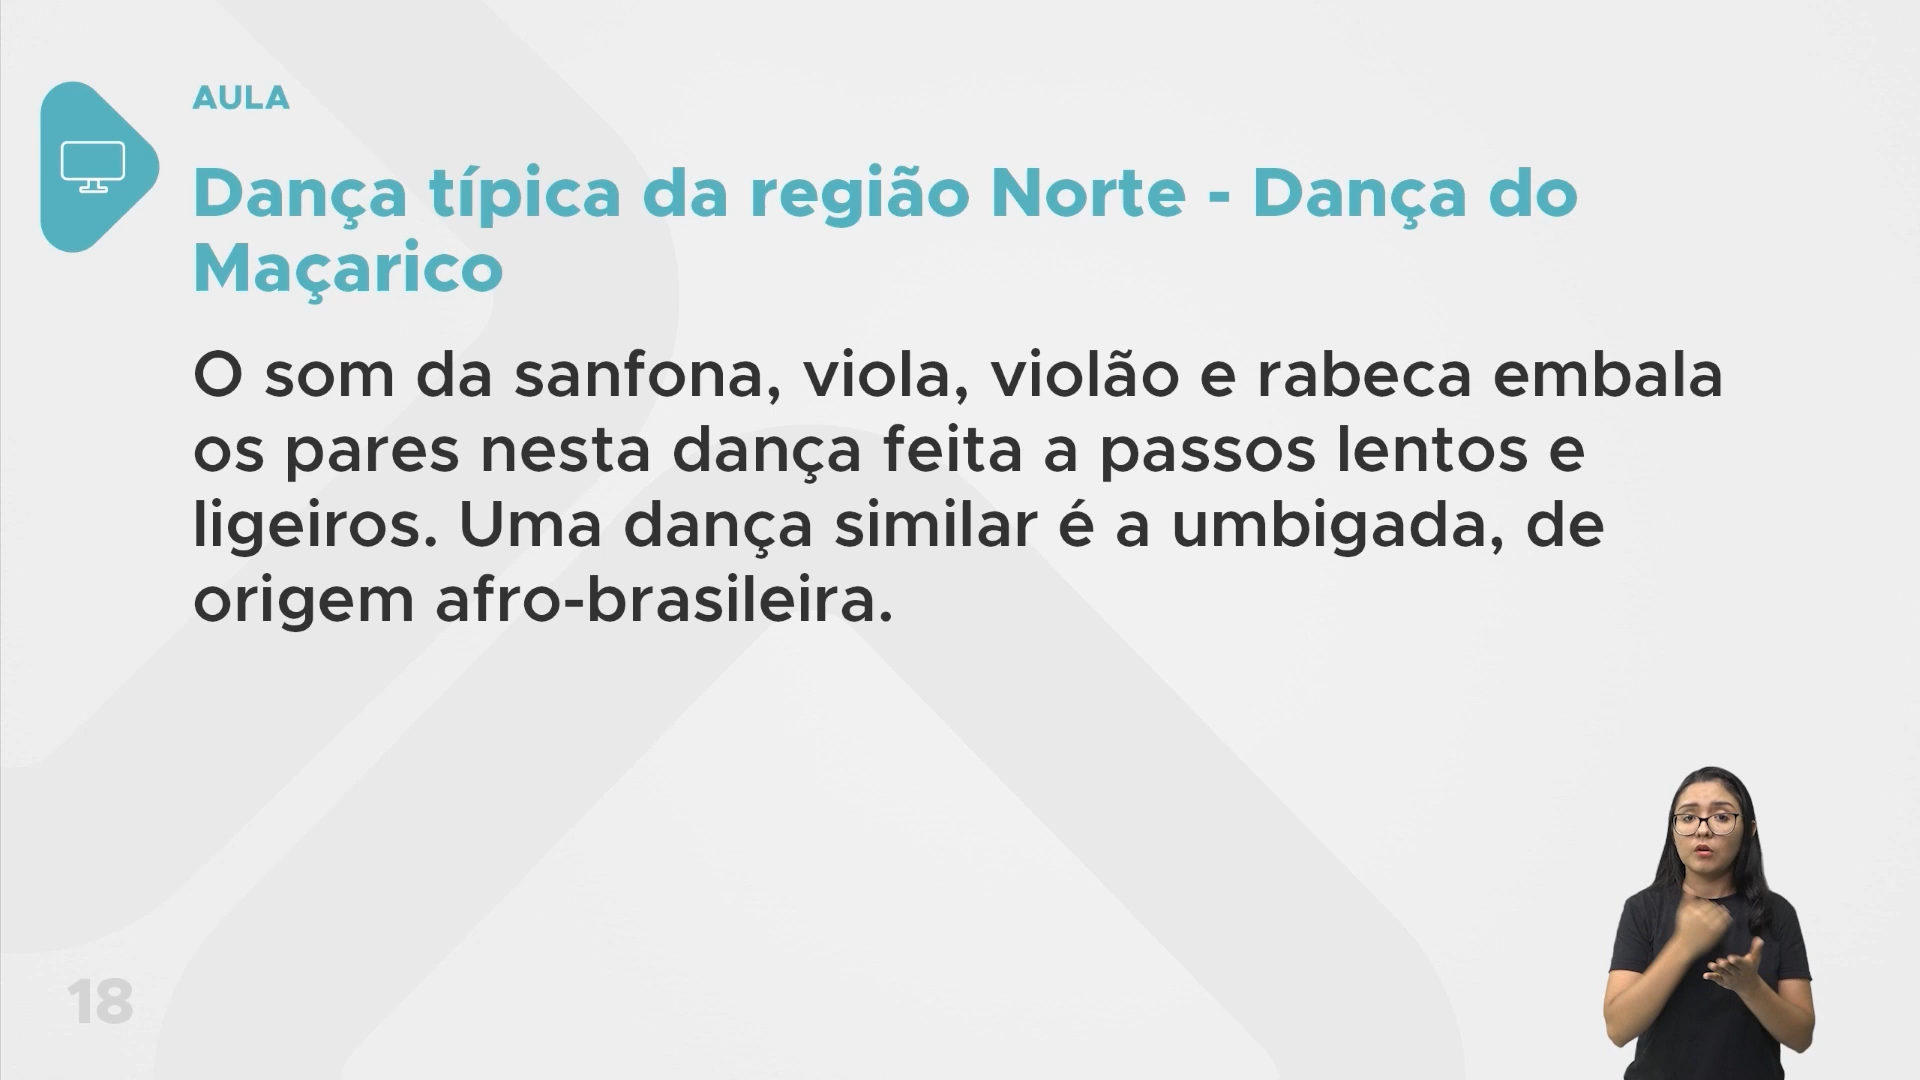 AULA
Dança típica da região Norte - Dança do
Maçarico
O som da sanfona, viola, violão e rabeca embala
os pares nesta dança feita a passos lentos e
ligeiros. Uma dança similar é a umbigada, de
origem afro-brasileira.
18